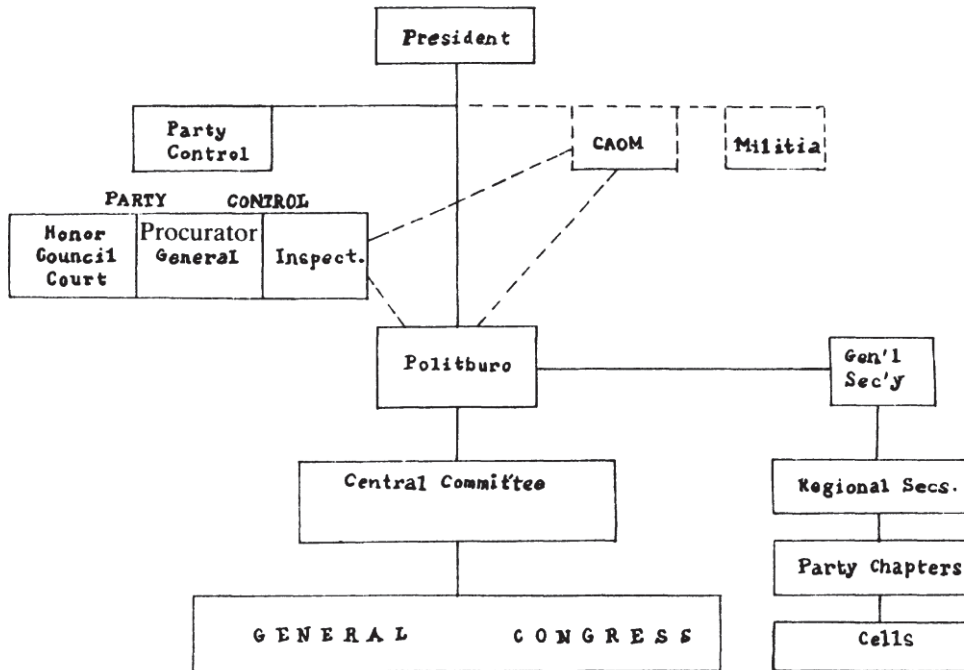 President
Party
Control
CAOM
Militia
PARTY CONTROL
Honor
Council
Court
Procurator
General
Inspect.
Politburo
Gen'l
Sec'y
Central Committee
Regional Secs.
Party Chapters
GENERAL CONGRESS
Cells